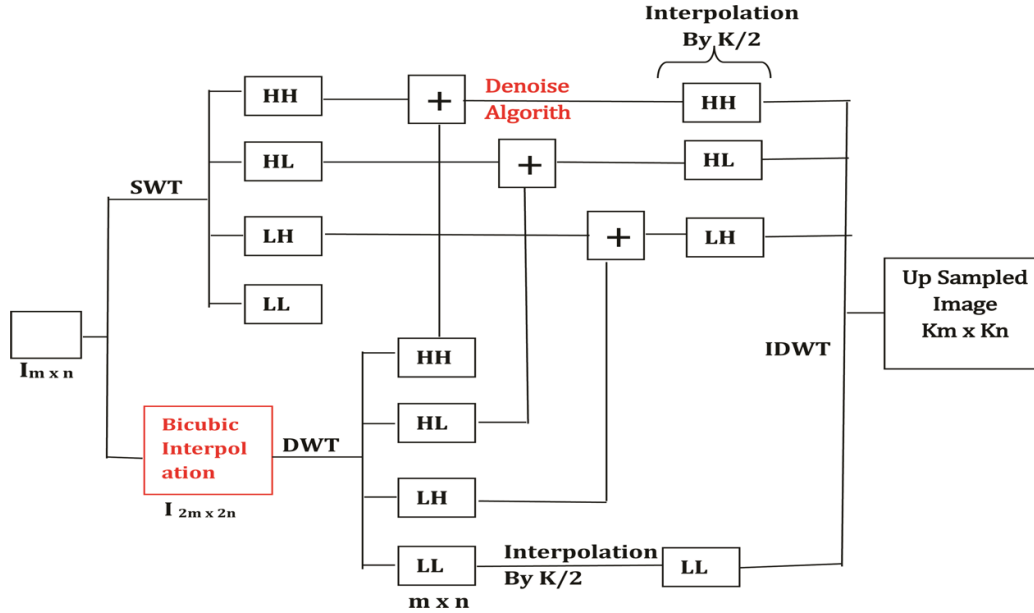 Interpolation
By K/2
HH
+
Denoise
Algorith
HH
HL
+
HL
SWT
LH
+
LH
LL
Up Sampled
Image
Km x Kn
IDWT
I m x n
HH
Bicubic
Interpol
ation
DWT
HL
I 2m x 2n
LH
LL
Interpolation
By K/2
LL
m x n